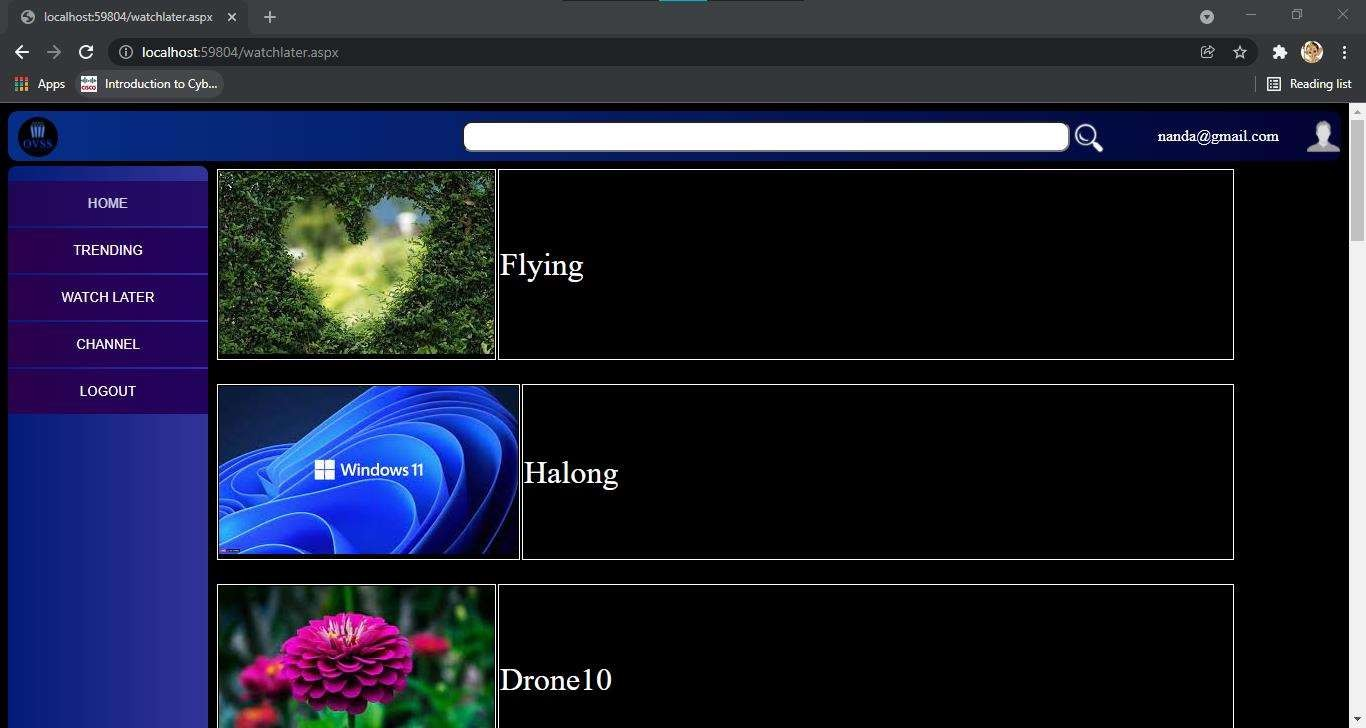 localhost:59804/watchlater.aspx
localhost:59804/watchlater.aspx
Apps
Introduction to Cyb...
Reading list
OVSS
nanda@gmail.com
HOME
TRENDING
WATCH LATER
CHANNEL
LOGOUT
Flying
Windows 11
Halong
Drone10